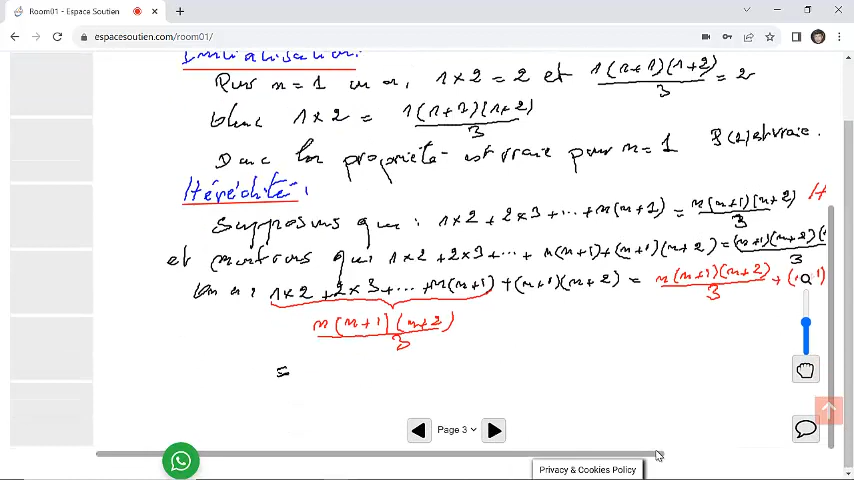 Room01 / Espace Soutien
espacesoutien.com/room01/
Initialisation:
Pour n=1 on a, 1×2 = 2 et 1(1+1)(1+2)/3 = 2
Donc 1×2 = 1(1+1)(1+2)/3
Donc la propriété est vraie pour n=1 P(1) est vraie.
Hérédité:
Supposons que: 1×2 + 2×3 + ... + n(n+1) = n(n+1)(n+2)/3 H
et montrons que 1×2 + 2×3 + ... + n(n+1) + (n+1)(n+2) = (n+1)(n+2)(/3
On a: 1×2 + 2×3 + ... + n(n+1) + (n+1)(n+2) = n(n+1)(n+2)/3 +
n(n+1)(n+2)/3
=
Page 3
Privacy & Cookies Policy